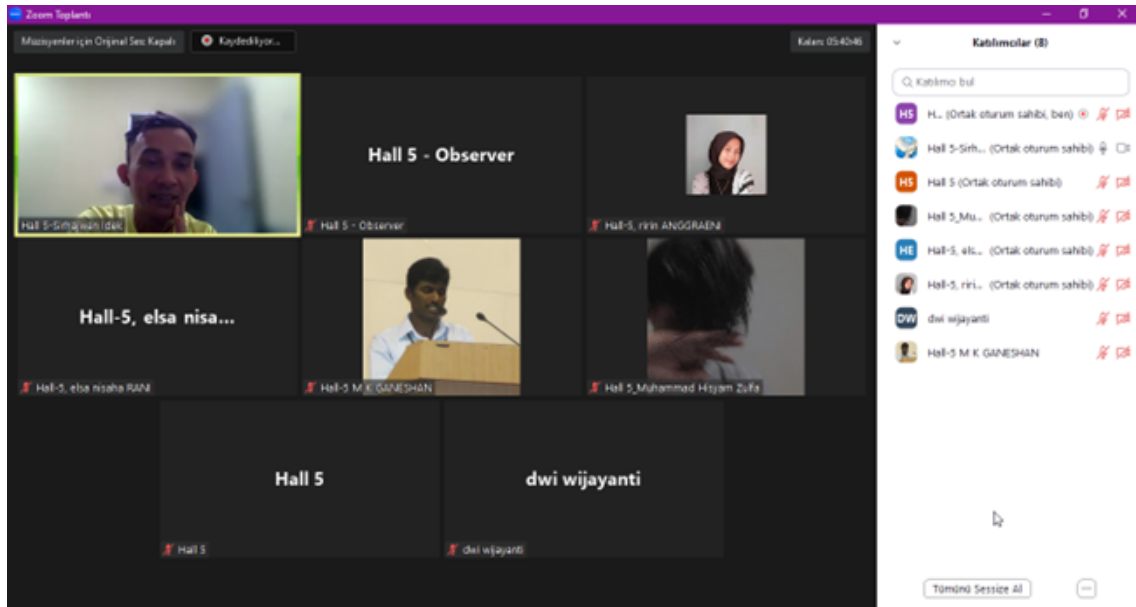 Zoom Toplantı
Müzisyenler için Orijinal Ses: Kapalı
Kaydediliyor...
Kalan: 05:40:46
Hall 5-Sirhajwan Idek
Hall 5 - Observer
Hall 5 - Observer
Hall-5, ririn ANGGRAENI
Hall-5, elsa nisa...
Hall-5, elsa nisaha RANI
Hall-5 M K GANESHAN
Hall 5_Muhammad Hisyam Zulfa
Hall 5
Hall 5
dwi wijayanti
dwi wijayanti
Katılımcılar (8)
Katılımcı bul
HS H... (Ortak oturum sahibi, ben)
Hall 5-Sirh... (Ortak oturum sahibi)
HS Hall 5 (Ortak oturum sahibi)
Hall 5_Mu... (Ortak oturum sahibi)
HE Hall-5, els... (Ortak oturum sahibi)
Hall-5, riri... (Ortak oturum sahibi)
DW dwi wijayanti
Hall-5 M K GANESHAN
Tümünü Sessize Al